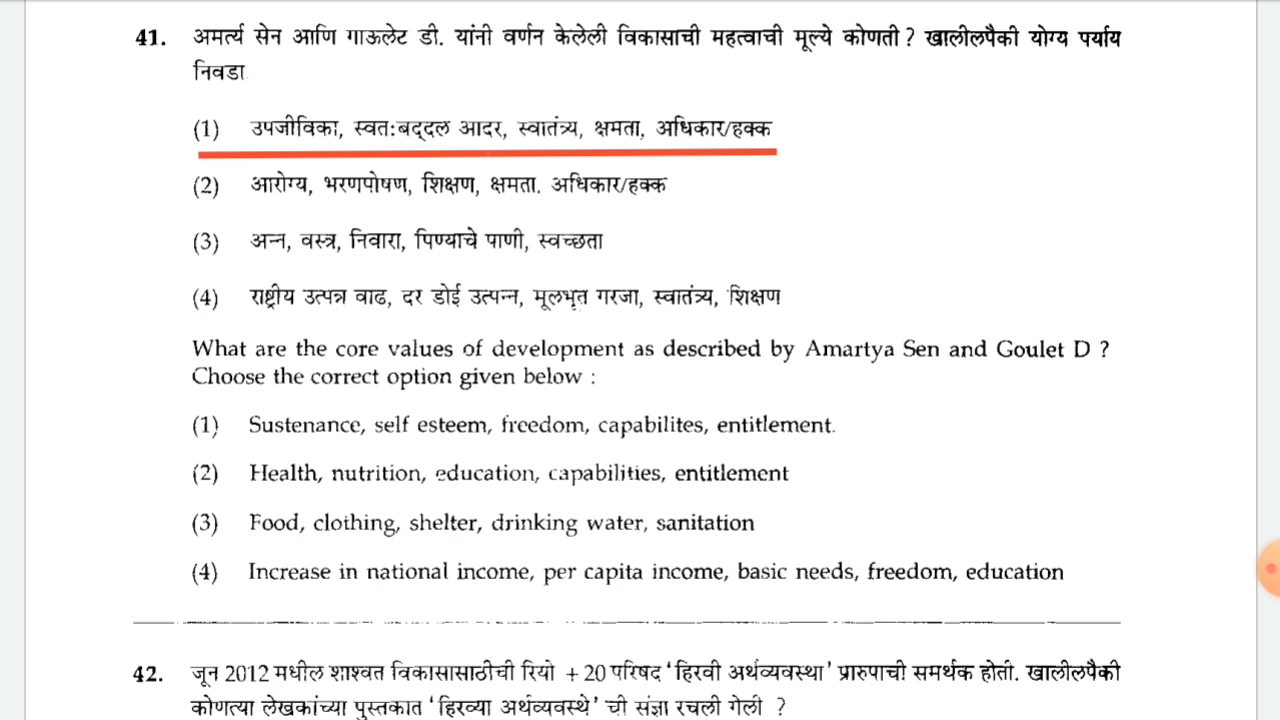 41. अमर्त्य सेन आणि गाऊलेट डी. यांनी वर्णन केलेली विकासाची महत्वाची मूल्ये कोणती ? खालीलपैकी योग्य पर्याय
निवडा
(1) उपजीविका, स्वत:बद्दल आदर, स्वातंत्र्य, क्षमता, अधिकार/हक्क
(2) आरोग्य, भरणपोषण, शिक्षण, क्षमता. अधिकार/हक्क
(3) अन्न, वस्त्र, निवारा, पिण्याचे पाणी, स्वच्छता
(4) राष्ट्रीय उत्पन्न वाढ, दर डोई उत्पन्न, मूलभूत गरजा, स्वातंत्र्य, शिक्षण
What are the core values of development as described by Amartya Sen and Goulet D ?
Choose the correct option given below :
(1) Sustenance, self esteem, freedom, capabilites, entitlement.
(2) Health, nutrition, education, capabilities, entitlement
(3) Food, clothing, shelter, drinking water, sanitation
(4) Increase in national income, per capita income, basic needs, freedom, education
42. जून 2012 मधील शाश्वत विकासासाठीची रियो + 20 परिषद 'हिरवी अर्थव्यवस्था' प्रारुपाची समर्थक होती. खालीलपैकी
कोणत्या लेखकांच्या पुस्तकात 'हिरव्या अर्थव्यवस्थे' ची संज्ञा रचली गेली ?